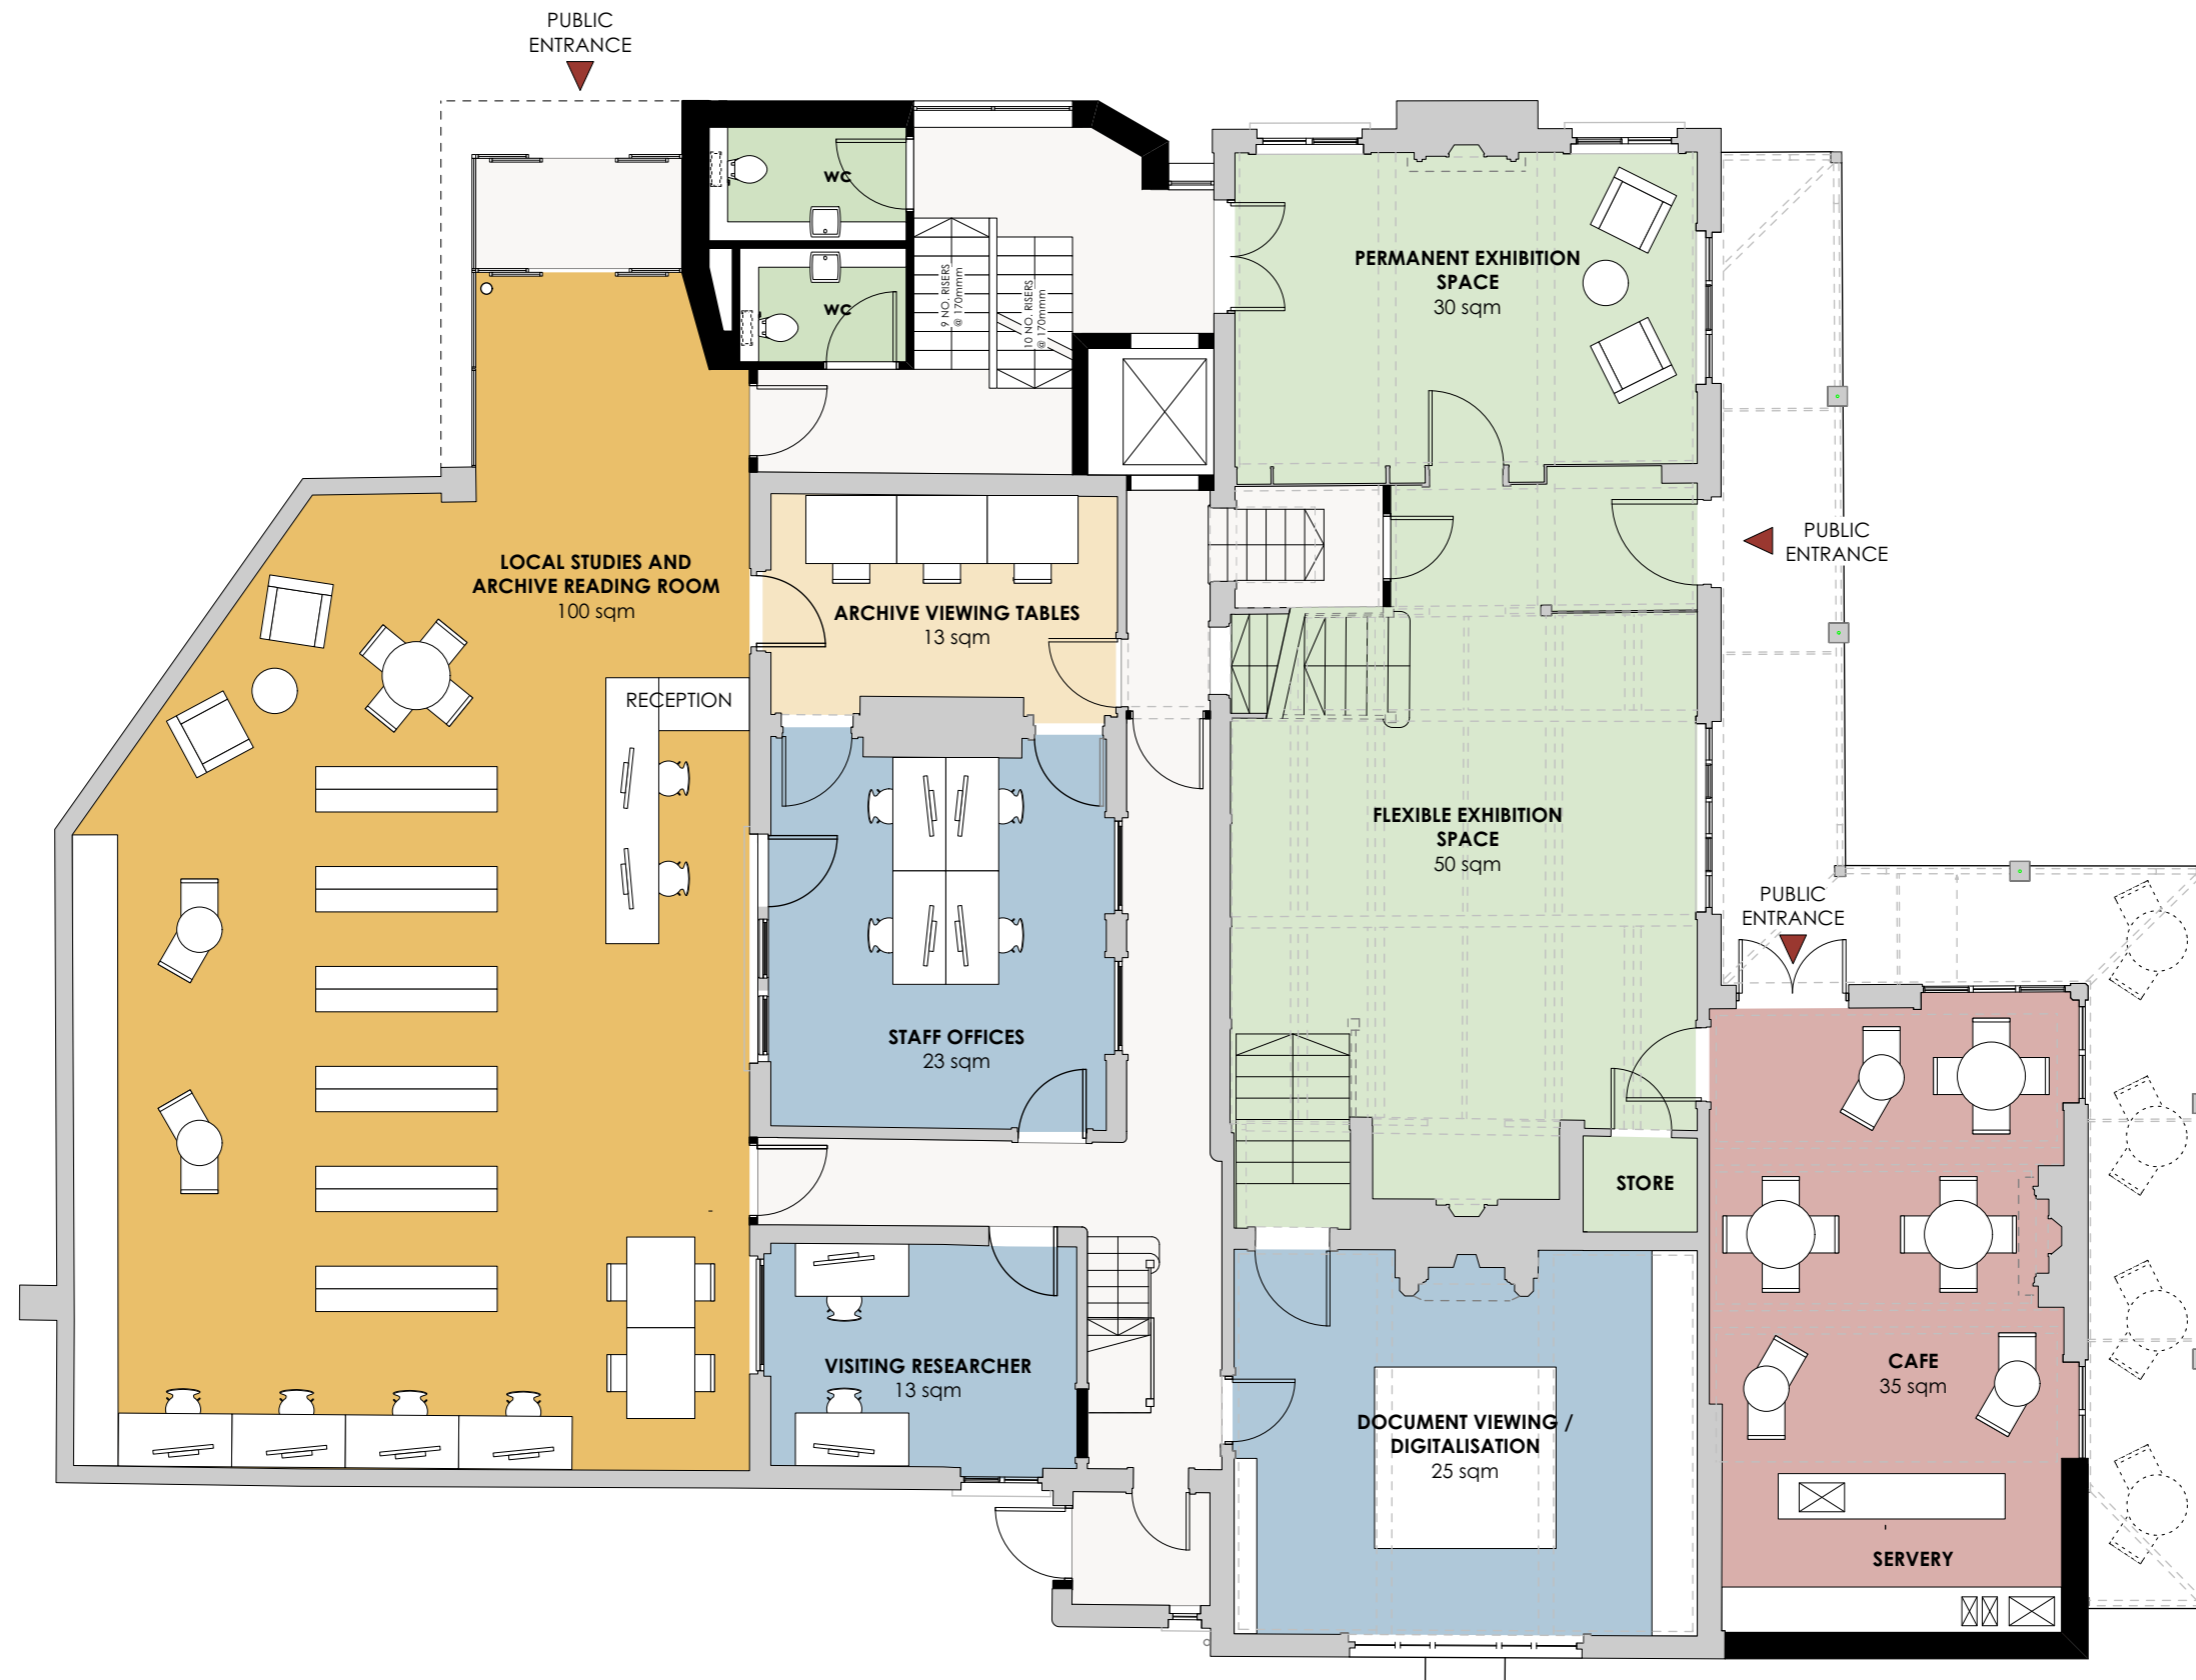 PUBLIC
ENTRANCE
WC
WC
9 NO. RISERS
@ 170mmm
10 NO. RISERS
@ 170mmm
PERMANENT EXHIBITION
SPACE
30 sqm
PUBLIC
ENTRANCE
LOCAL STUDIES AND
ARCHIVE READING ROOM
100 sqm
ARCHIVE VIEWING TABLES
13 sqm
RECEPTION
FLEXIBLE EXHIBITION
SPACE
50 sqm
PUBLIC
ENTRANCE
STAFF OFFICES
23 sqm
STORE
VISITING RESEARCHER
13 sqm
CAFE
35 sqm
DOCUMENT VIEWING /
DIGITALISATION
25 sqm
SERVERY